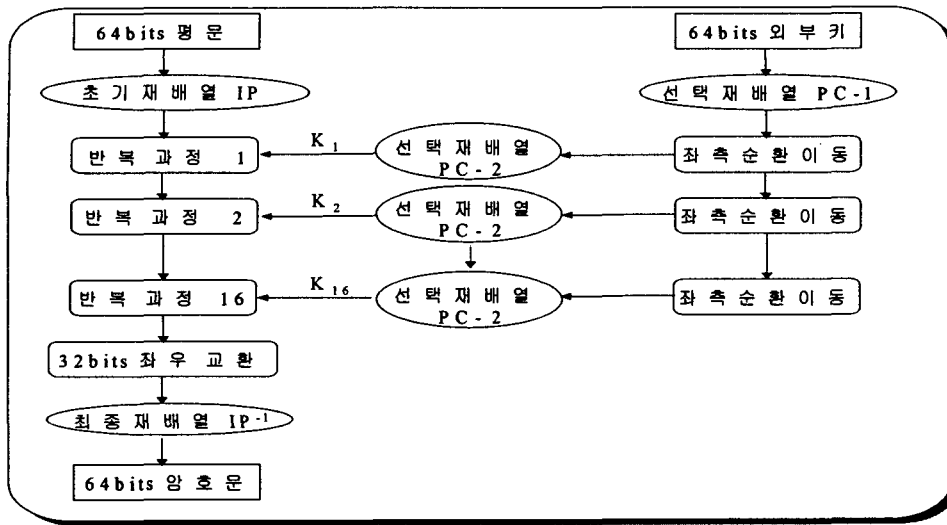 64bits 평문
64bits 외부키
초기재배열 IP
선택재배열 PC-1
반복과정 1
K1
선택재배열
PC-2
좌측순환이동
반복과정 2
K2
선택재배열
PC-2
좌측순환이동
반복과정 16
K16
선택재배열
PC-2
좌측순환이동
32bits 좌우교환
최종재배열 IP-1
64bits 암호문